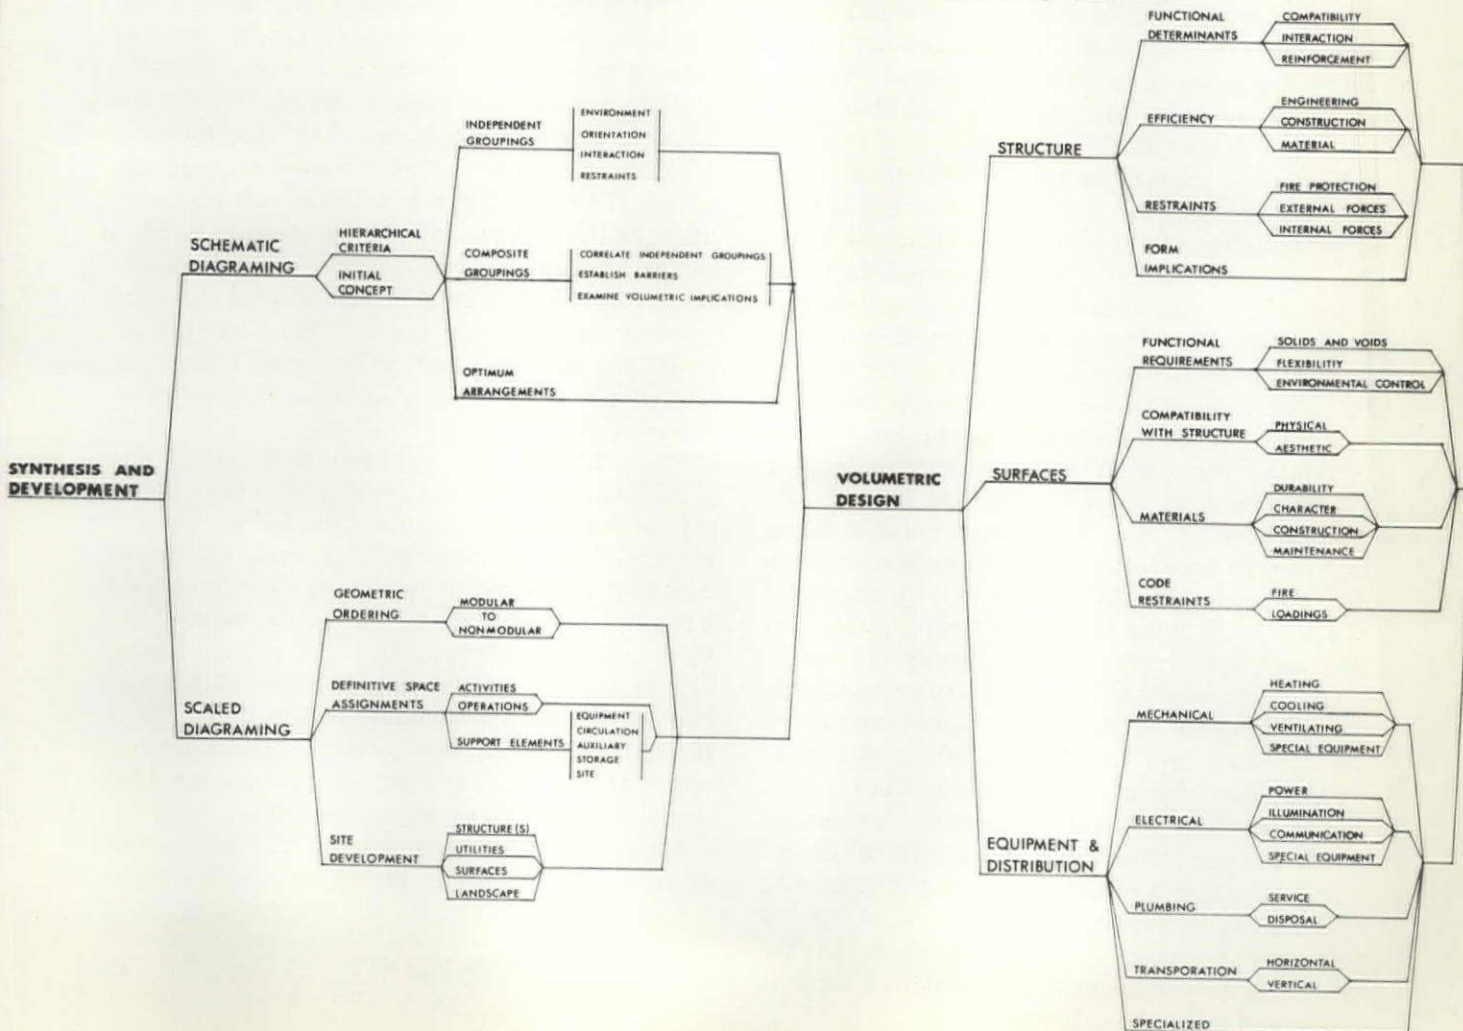 SYNTHESIS AND
DEVELOPMENT
SCHEMATIC
DIAGRAMING
HIERARCHICAL
CRITERIA
INITIAL
CONCEPT
INDEPENDENT
GROUPINGS
ENVIRONMENT
ORIENTATION
INTERACTION
RESTRAINTS
COMPOSITE
GROUPINGS
CORRELATE INDEPENDENT GROUPINGS
ESTABLISH BARRIERS
EXAMINE VOLUMETRIC IMPLICATIONS
OPTIMUM
ARRANGEMENTS
SCALED
DIAGRAMING
GEOMETRIC
ORDERING
MODULAR
TO
NONMODULAR
DEFINITIVE SPACE
ASSIGNMENTS
ACTIVITIES
OPERATIONS
SUPPORT ELEMENTS
EQUIPMENT
CIRCULATION
AUXILIARY
STORAGE
SITE
SITE
DEVELOPMENT
STRUCTURE(S)
UTILITIES
SURFACES
LANDSCAPE
VOLUMETRIC
DESIGN
STRUCTURE
FUNCTIONAL
DETERMINANTS
COMPATIBILITY
INTERACTION
REINFORCEMENT
EFFICIENCY
ENGINEERING
CONSTRUCTION
MATERIAL
RESTRAINTS
FIRE PROTECTION
EXTERNAL FORCES
INTERNAL FORCES
FORM
IMPLICATIONS
SURFACES
FUNCTIONAL
REQUIREMENTS
SOLIDS AND VOIDS
FLEXIBILITIY
ENVIRONMENTAL CONTROL
COMPATIBILITY
WITH STRUCTURE
PHYSICAL
AESTHETIC
MATERIALS
DURABILITY
CHARACTER
CONSTRUCTION
MAINTENANCE
CODE
RESTRAINTS
FIRE
LOADINGS
EQUIPMENT &
DISTRIBUTION
MECHANICAL
HEATING
COOLING
VENTILATING
SPECIAL EQUIPMENT
ELECTRICAL
POWER
ILLUMINATION
COMMUNICATION
SPECIAL EQUIPMENT
PLUMBING
SERVICE
DISPOSAL
TRANSPORATION
HORIZONTAL
VERTICAL
SPECIALIZED